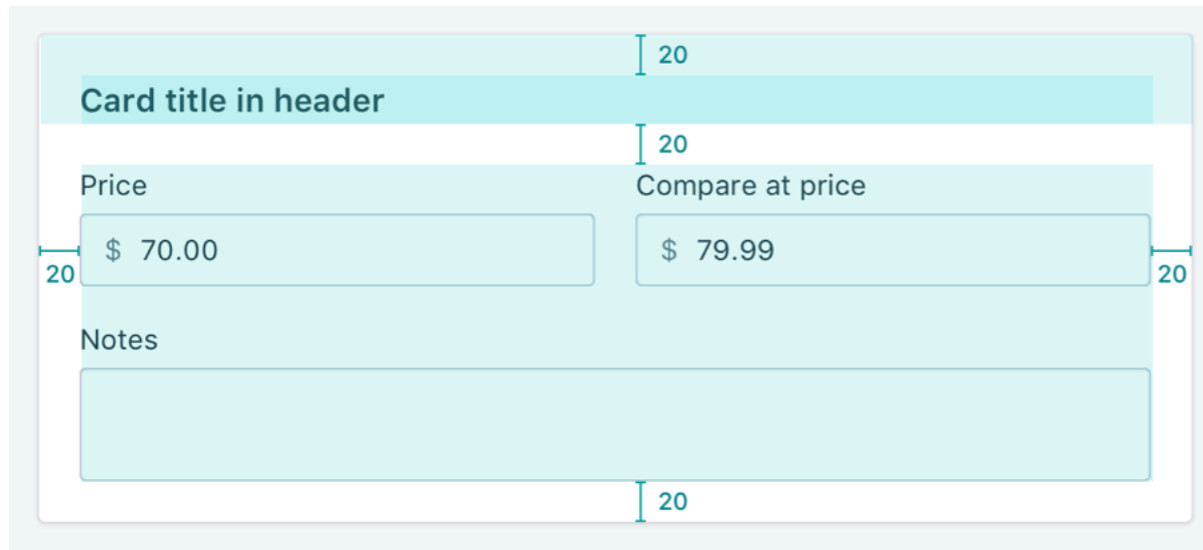 20
Card title in header
20
Price Compare at price
$ 70.00 $ 79.99
20 20
Notes
20